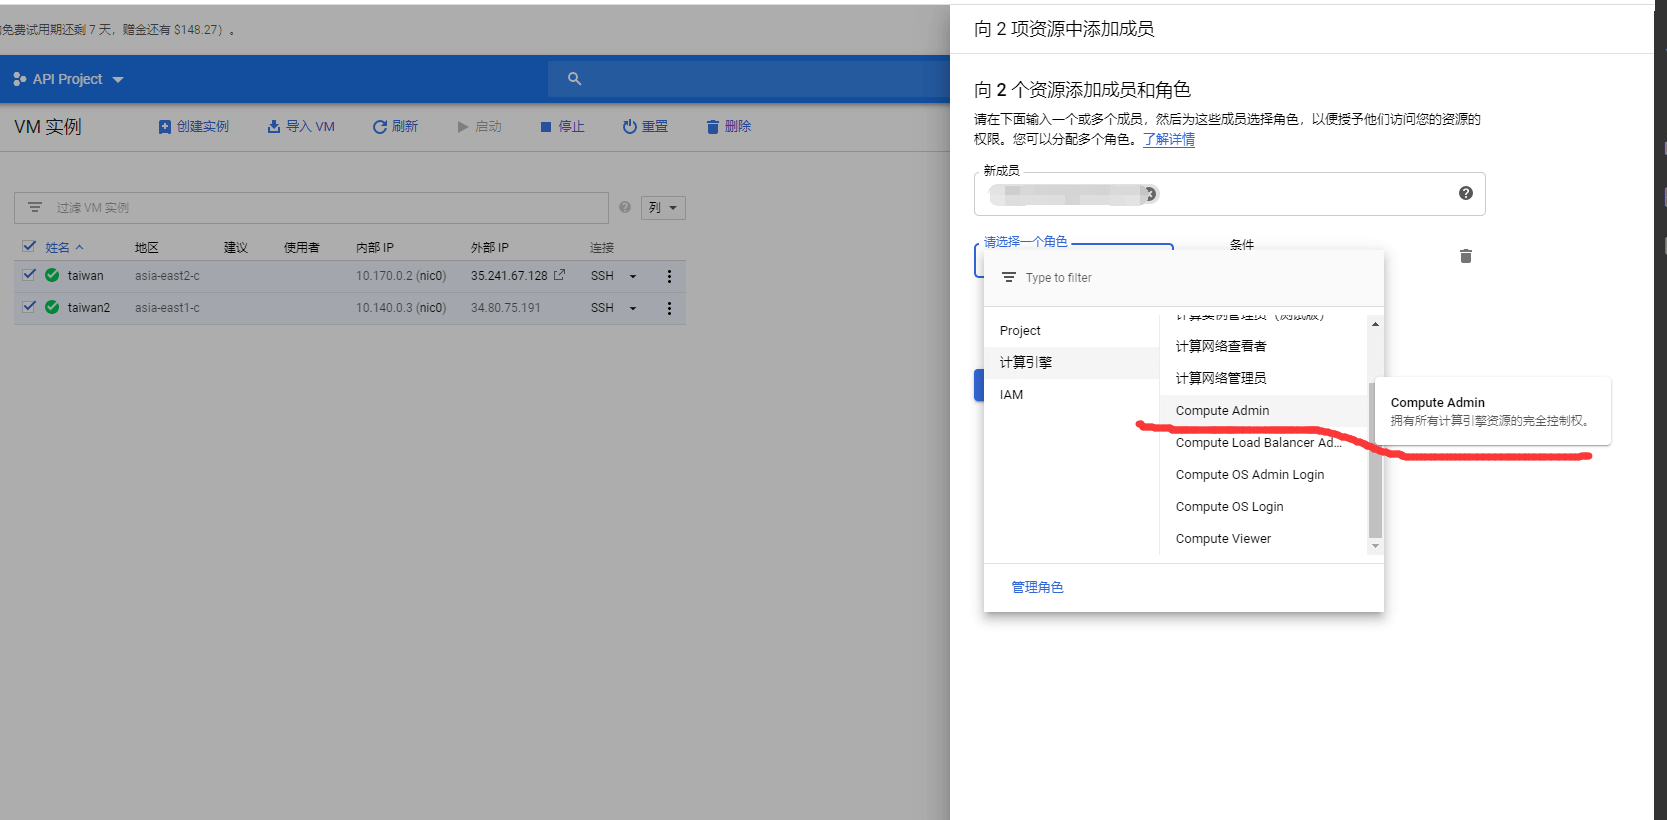 免费试用期还剩 7 天，赠金还有 $148.27）。
API Project
VM 实例
创建实例
导入 VM
刷新
启动
停止
重置
删除
过滤 VM 实例
列
姓名 地区 建议 使用者 内部 IP 外部 IP 连接
taiwan asia-east2-c 10.170.0.2 (nic0) 35.241.67.128 SSH
taiwan2 asia-east1-c 10.140.0.3 (nic0) 34.80.75.191 SSH
向 2 项资源中添加成员
向 2 个资源添加成员和角色
请在下面输入一个或多个成员，然后为这些成员选择角色，以便授予他们访问您的资源的
权限。您可以分配多个角色。了解详情
新成员
请选择一个角色
条件
Type to filter
Project
计算引擎
IAM
计算实例管理员（测试版）
计算网络查看者
计算网络管理员
Compute Admin
Compute Load Balancer Ad...
Compute OS Admin Login
Compute OS Login
Compute Viewer
管理角色
Compute Admin
拥有所有计算引擎资源的完全控制权。